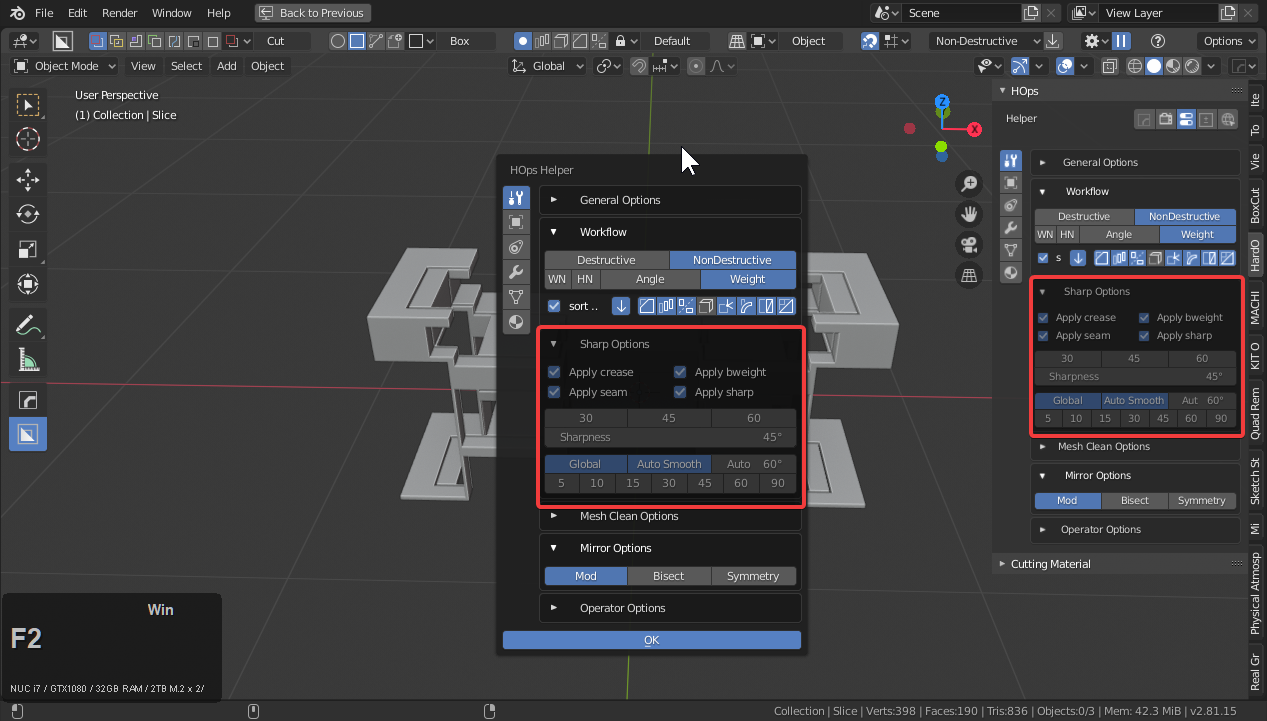 File Edit Render Window Help Back to Previous Scene View Layer
Cut Box Default Object Non-Destructive Options
Object Mode View Select Add Object Global
User Perspective
(1) Collection | Slice
Z
X
HOps
Helper
General Options
Workflow
Destructive NonDestructive
WN HN Angle Weight
s
Sharp Options
Apply crease Apply bweight
Apply seam Apply sharp
30 45 60
Sharpness 45°
Global Auto Smooth Aut 60°
5 10 15 30 45 60 90
Mesh Clean Options
Mirror Options
Mod Bisect Symmetry
Operator Options
Cutting Material
Ite
To
Vie
BoxCut
HardO
MACHI
KIT O
Quad Rem
Sketch St
Mi
Physical Atmosp
Real Gr
HOps Helper
General Options
Workflow
Destructive NonDestructive
WN HN Angle Weight
sort ..
Sharp Options
Apply crease Apply bweight
Apply seam Apply sharp
30 45 60
Sharpness 45°
Global Auto Smooth Auto 60°
5 10 15 30 45 60 90
Mesh Clean Options
Mirror Options
Mod Bisect Symmetry
Operator Options
OK
Win
F2
NUC i7 / GTX1080 / 32GB RAM / 2TB M.2 x 2/
Collection | Slice | Verts:398 | Faces:190 | Tris:836 | Objects:0/3 | Mem: 42.3 MiB | v2.81.15